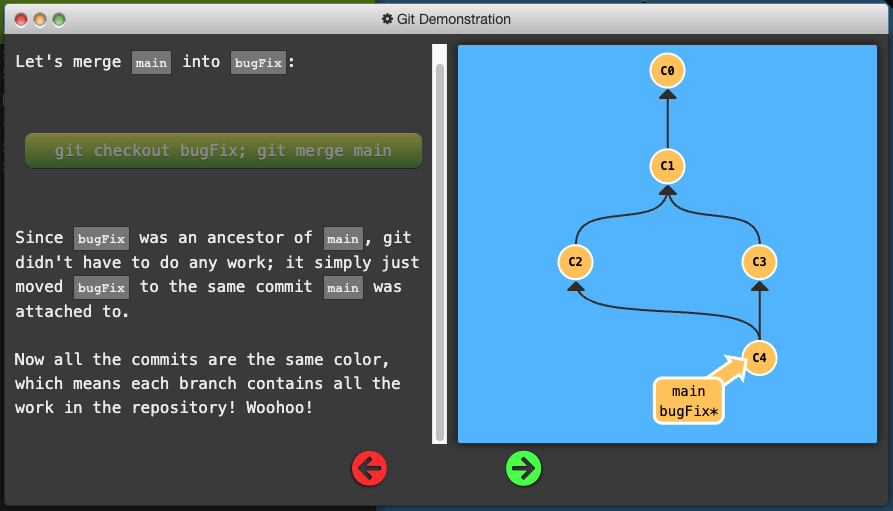 Git Demonstration
Let's merge main into bugFix:
git checkout bugFix; git merge main
Since bugFix was an ancestor of main, git
didn't have to do any work; it simply just
moved bugFix to the same commit main was
attached to.
Now all the commits are the same color,
which means each branch contains all the
work in the repository! Woohoo!
C0
C1
C2
C3
C4
main
bugFix*